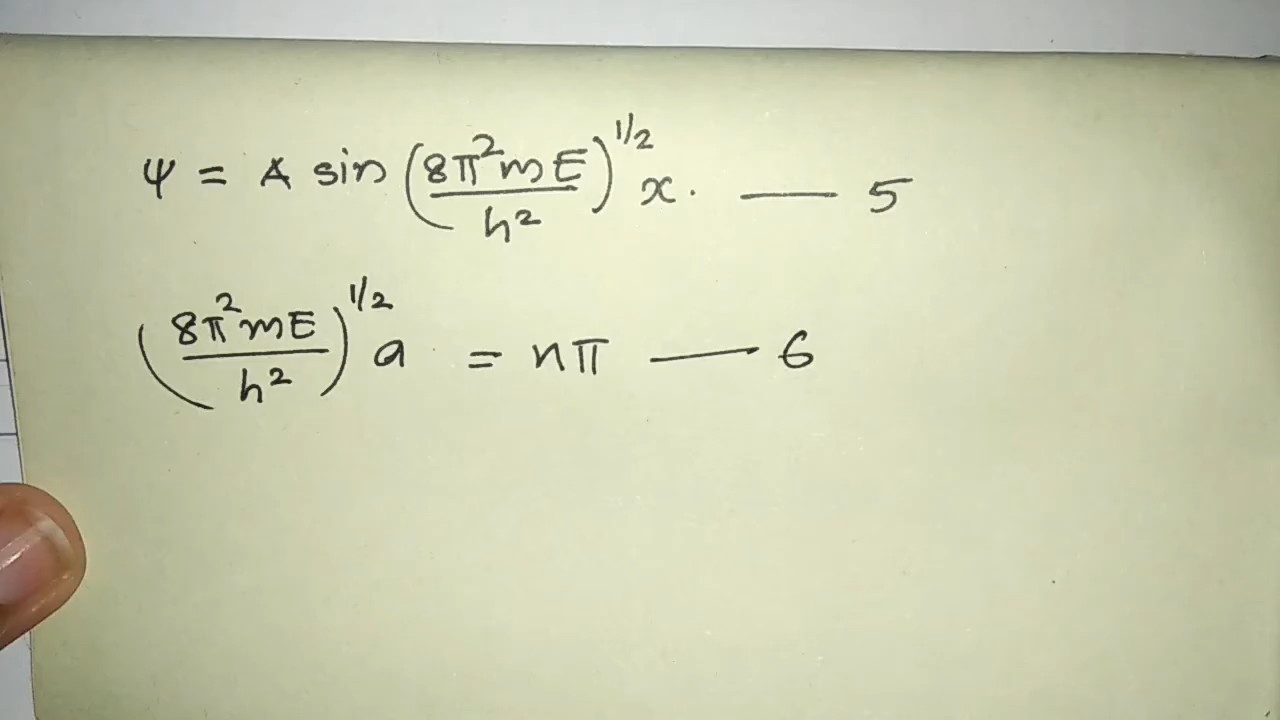 ψ = A sin (8π²mE/h²)^1/2 x. — 5
(8π²mE/h²)^1/2 a = nπ — 6